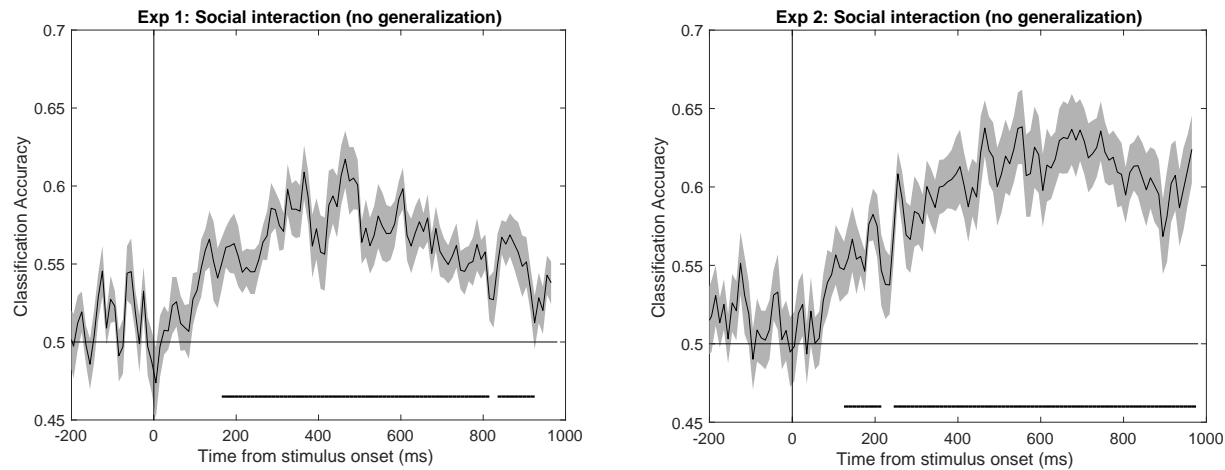 Exp 1: Social interaction (no generalization)
0.7
0.65
0.6
0.55
0.5
0.45
Classification Accuracy
-200 0 200 400 600 800 1000
Time from stimulus onset (ms)
Exp 2: Social interaction (no generalization)
0.7
0.65
0.6
0.55
0.5
0.45
Classification Accuracy
-200 0 200 400 600 800 1000
Time from stimulus onset (ms)